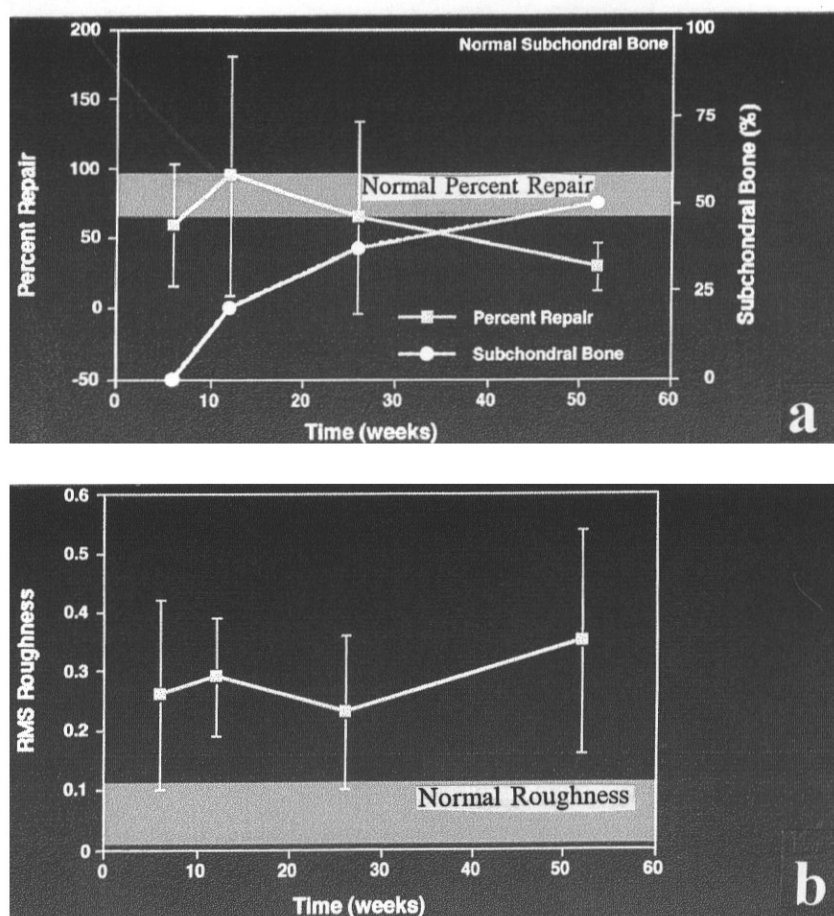 200
150
100
50
0
-50
Percent Repair
Normal Subchondral Bone
Normal Percent Repair
Percent Repair
Subchondral Bone
100
75
50
25
0
Subchondral Bone (%)
0
10
20
30
40
50
60
Time (weeks)
a
0.6
0.5
0.4
0.3
0.2
0.1
0
RMS Roughness
Normal Roughness
0
10
20
30
40
50
60
Time (weeks)
b